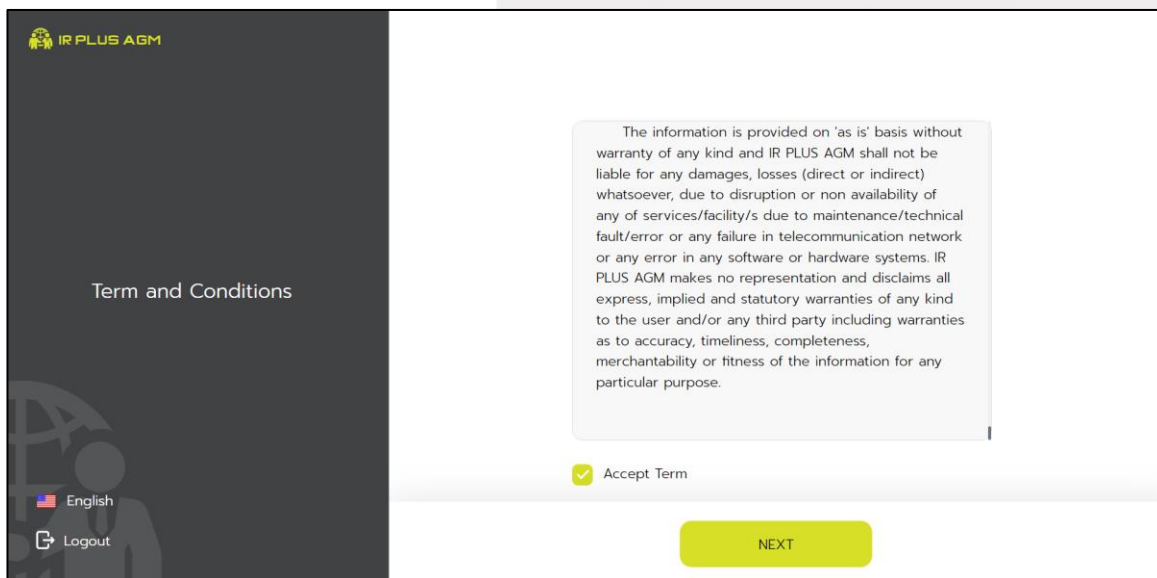 IR PLUS AGM
Term and Conditions
English
Logout
The information is provided on 'as is' basis without
warranty of any kind and IR PLUS AGM shall not be
liable for any damages, losses (direct or indirect)
whatsoever, due to disruption or non availability of
any of services/facility/s due to maintenance/technical
fault/error or any failure in telecommunication network
or any error in any software or hardware systems. IR
PLUS AGM makes no representation and disclaims all
express, implied and statutory warranties of any kind
to the user and/or any third party including warranties
as to accuracy, timeliness, completeness,
merchantability or fitness of the information for any
particular purpose.
Accept Term
NEXT